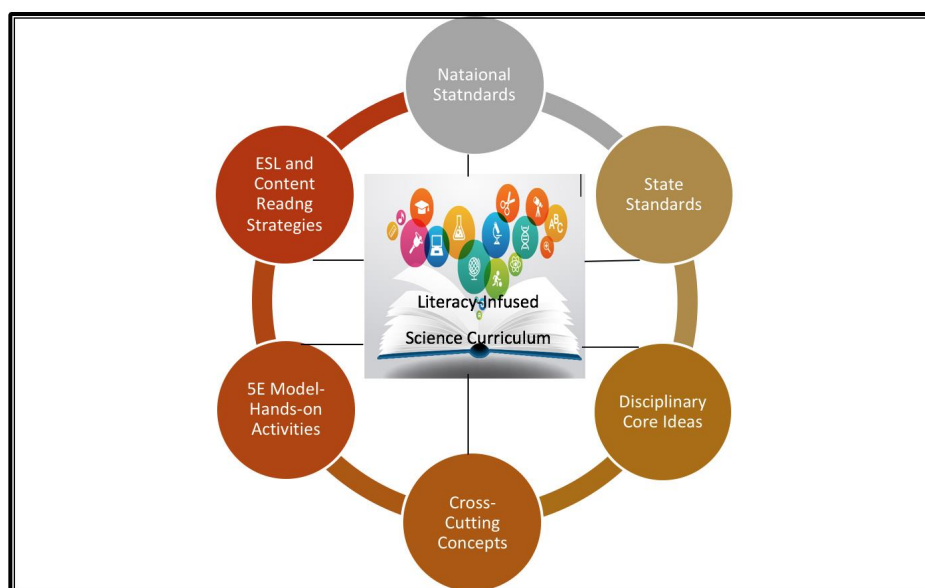 Nataional
Statndards
State
Standards
Disciplinary
Core Ideas
Cross-
Cutting
Concepts
5E Model-
Hands-on
Activities
ESL and
Content
Readng
Strategies
A B
C
Literacy-Infused
Science Curriculum